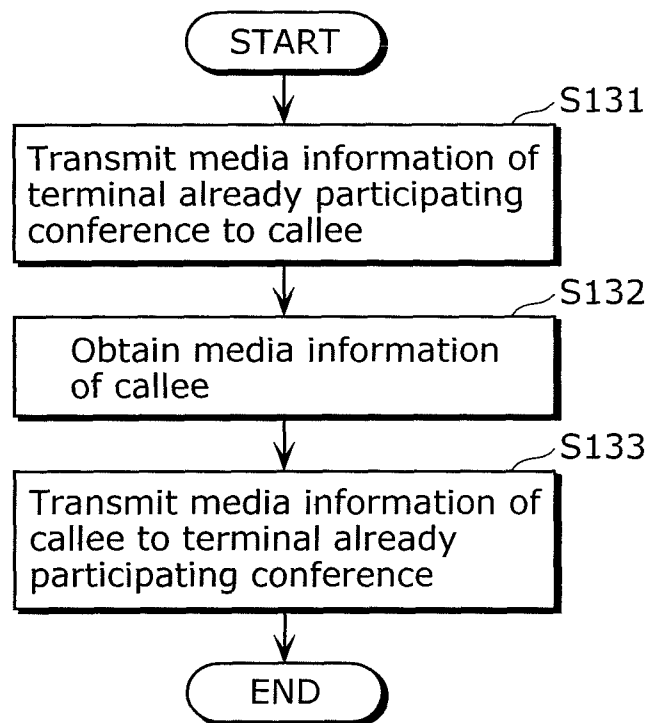 START
S131
Transmit media information of
terminal already participating
conference to callee
S132
Obtain media information
of callee
S133
Transmit media information of
callee to terminal already
participating conference
END